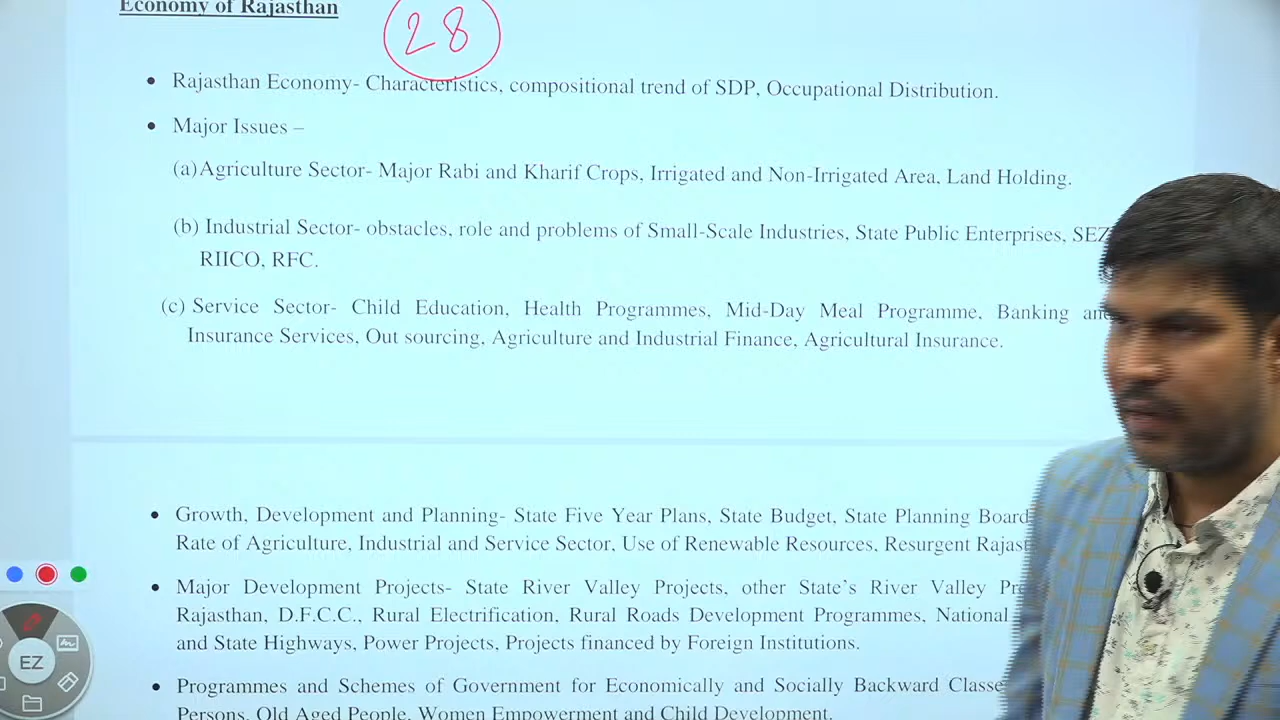 Economy of Rajasthan
28
• Rajasthan Economy- Characteristics, compositional trend of SDP, Occupational Distribution.
• Major Issues –
(a)Agriculture Sector- Major Rabi and Kharif Crops, Irrigated and Non-Irrigated Area, Land Holding.
(b) Industrial Sector- obstacles, role and problems of Small-Scale Industries, State Public Enterprises, SEZ
RIICO, RFC.
(c) Service Sector- Child Education, Health Programmes, Mid-Day Meal Programme, Banking and
Insurance Services, Out sourcing, Agriculture and Industrial Finance, Agricultural Insurance.
• Growth, Development and Planning- State Five Year Plans, State Budget, State Planning Board
Rate of Agriculture, Industrial and Service Sector, Use of Renewable Resources, Resurgent
• Major Development Projects- State River Valley Projects, other State's River Valley
Rajasthan, D.F.C.C., Rural Electrification, Rural Roads Development Programmes, National
and State Highways, Power Projects, Projects financed by Foreign Institutions.
• Programmes and Schemes of Government for Economically and Socially Backward
Persons, Old Aged People, Women Empowerment and Child Development.
EZ